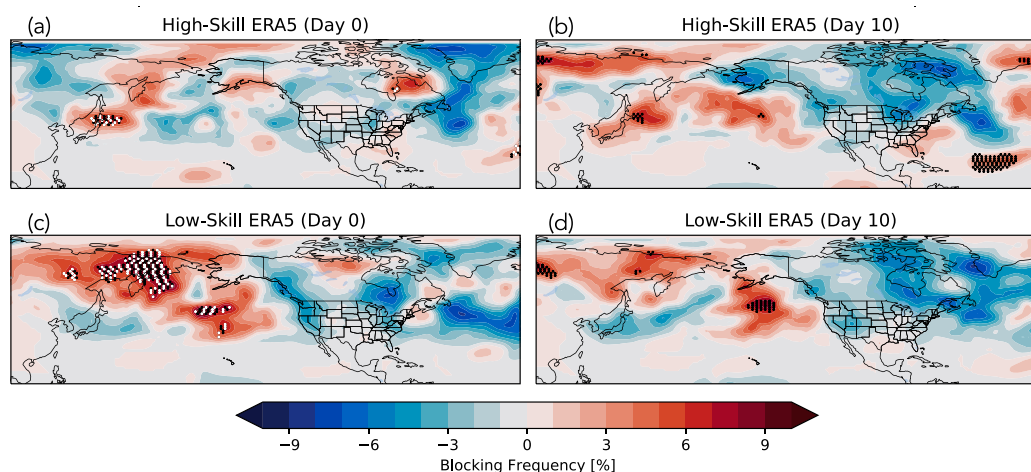 (a) High-Skill ERA5 (Day 0)
(b) High-Skill ERA5 (Day 10)
(c) Low-Skill ERA5 (Day 0)
(d) Low-Skill ERA5 (Day 10)
−9 −6 −3 0 3 6 9
Blocking Frequency [%]